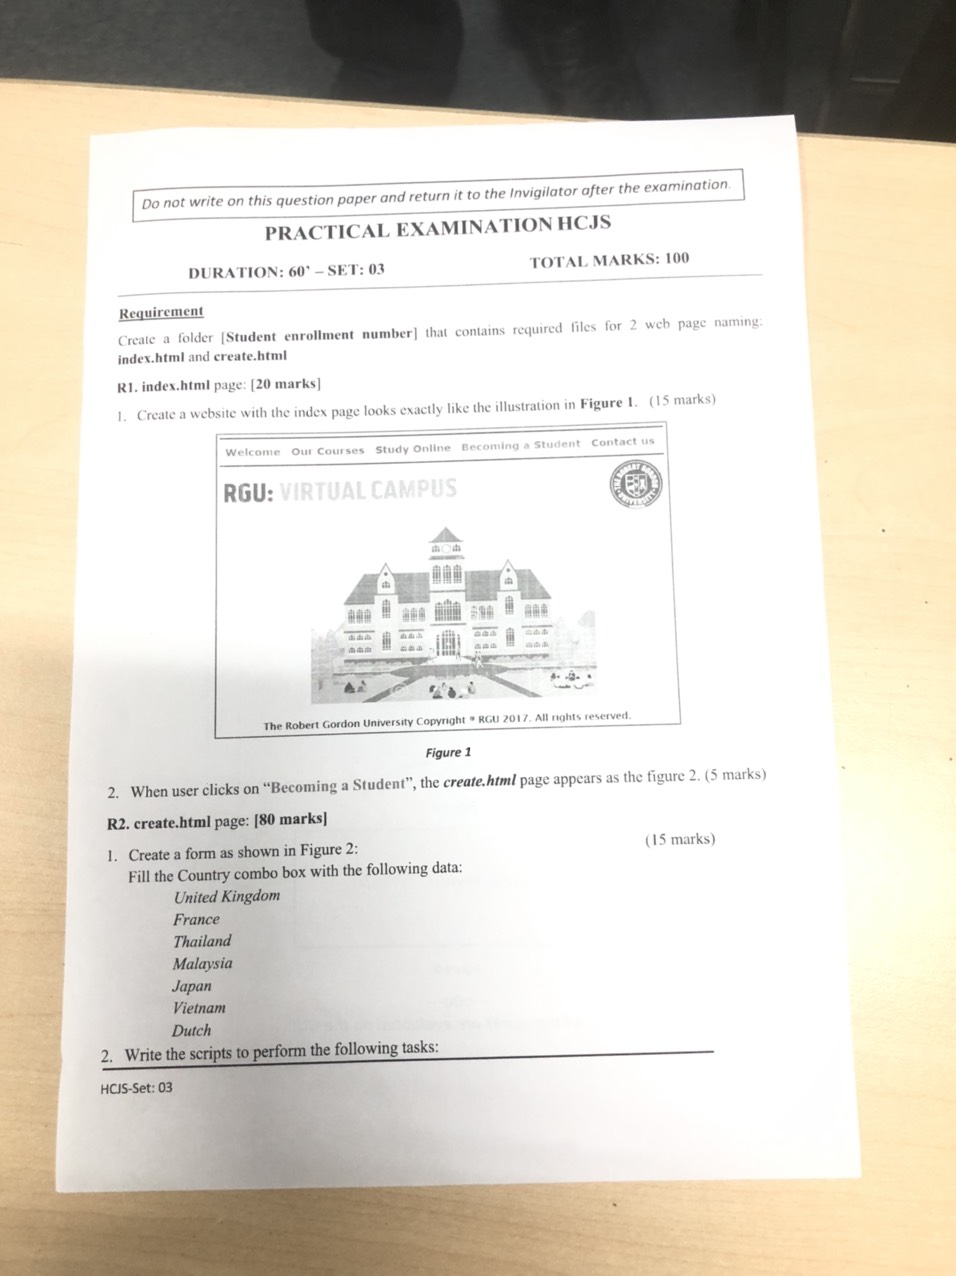 Do not write on this question paper and return it to the Invigilator after the examination.
PRACTICAL EXAMINATION HCJS
DURATION: 60' – SET: 03 TOTAL MARKS: 100
Requirement
Create a folder [Student enrollment number] that contains required files for 2 web page naming:
index.html and create.html
R1. index.html page: [20 marks]
1. Create a website with the index page looks exactly like the illustration in Figure 1. (15 marks)
Welcome Our Courses Study Online Becoming a Student Contact us
RGU: VIRTUAL CAMPUS
THE ROBERT GORDON UNIVERSITY
The Robert Gordon University Copyright ® RGU 2017. All rights reserved.
Figure 1
2. When user clicks on “Becoming a Student”, the create.html page appears as the figure 2. (5 marks)
R2. create.html page: [80 marks]
1. Create a form as shown in Figure 2: (15 marks)
Fill the Country combo box with the following data:
United Kingdom
France
Thailand
Malaysia
Japan
Vietnam
Dutch
2. Write the scripts to perform the following tasks:
HCJS-Set: 03